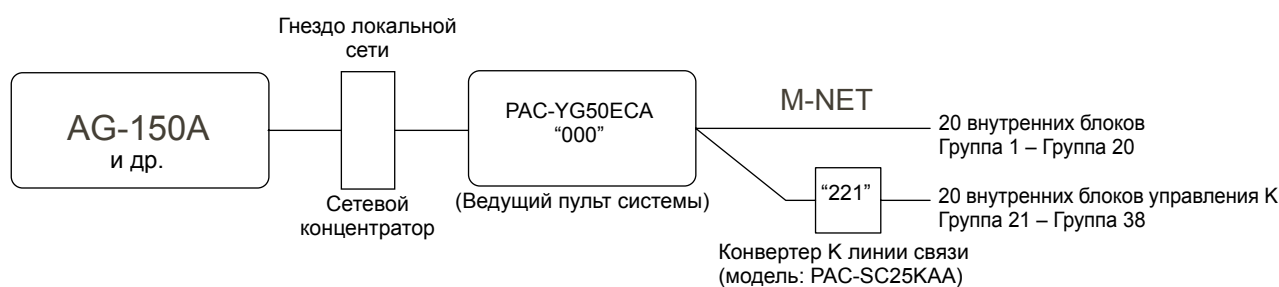 Гнездо локальной
сети
AG-150A
и др.
Сетевой
концентратор
PAC-YG50ECA
“000”
(Ведущий пульт системы)
M-NET
20 внутренних блоков
Группа 1 – Группа 20
“221”
20 внутренних блоков управления K
Группа 21 – Группа 38
Конвертер K линии связи
(модель: PAC-SC25KAA)